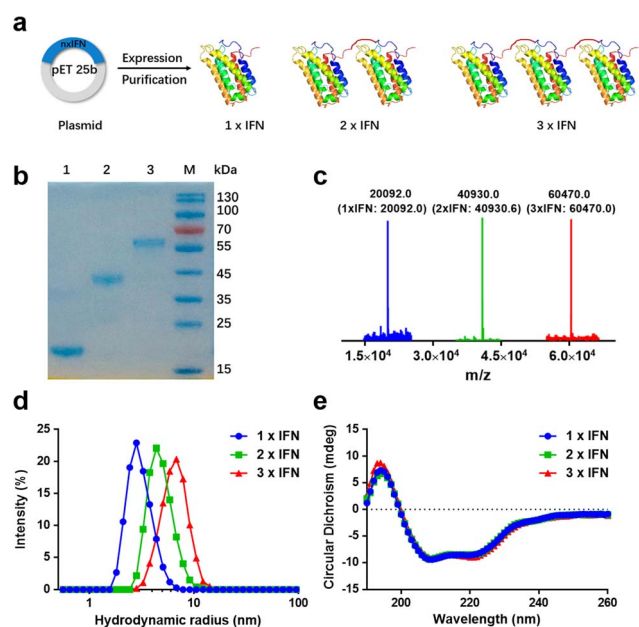 a
nxIFN
pET 25b
Plasmid
Expression
Purification
1 x IFN
2 x IFN
3 x IFN
b
1 2 3 M kDa
130
100
70
55
45
35
25
15
c
20092.0 40930.0 60470.0
(1xIFN: 20092.0) (2xIFN: 40930.6) (3xIFN: 60470.0)
1.5×10⁴ 3.0×10⁴ 4.5×10⁴ 6.0×10⁴
m/z
d
1 x IFN
2 x IFN
3 x IFN
Intensity (%)
25
20
15
10
5
0
1 10 100
Hydrodynamic radius (nm)
e
1 x IFN
2 x IFN
3 x IFN
Circular Dichroism (mdeg)
15
10
5
0
-5
-10
-15
200 220 240 260
Wavelength (nm)